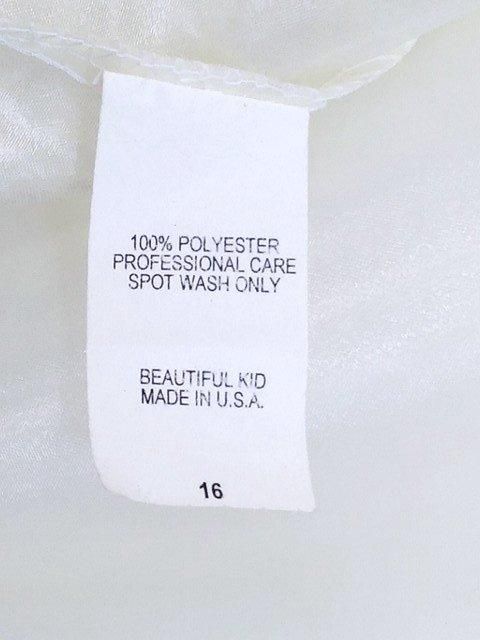 100% POLYESTER
PROFESSIONAL CARE
SPOT WASH ONLY
BEAUTIFUL KID
MADE IN U.S.A.
16